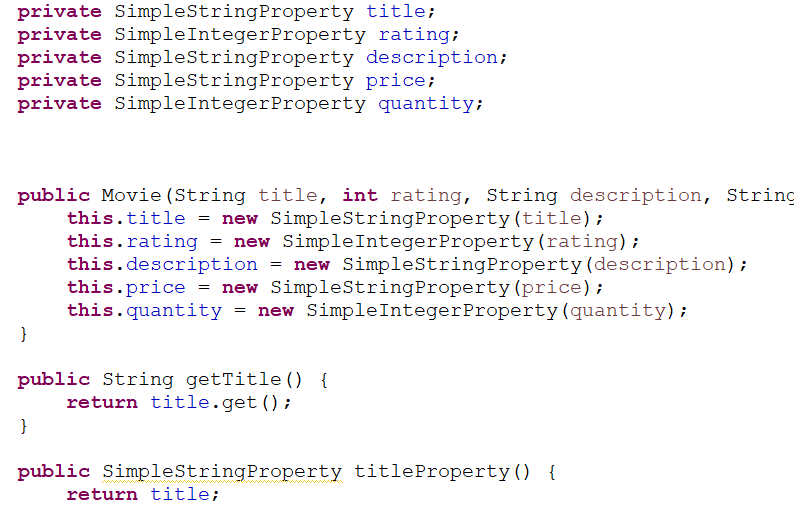 private SimpleStringProperty title;
private SimpleIntegerProperty rating;
private SimpleStringProperty description;
private SimpleStringProperty price;
private SimpleIntegerProperty quantity;
public Movie(String title, int rating, String description, String
this.title = new SimpleStringProperty(title);
this.rating = new SimpleIntegerProperty(rating);
this.description = new SimpleStringProperty(description);
this.price = new SimpleStringProperty(price);
this.quantity = new SimpleIntegerProperty(quantity);
}
public String getTitle() {
return title.get();
}
public SimpleStringProperty titleProperty() {
return title;